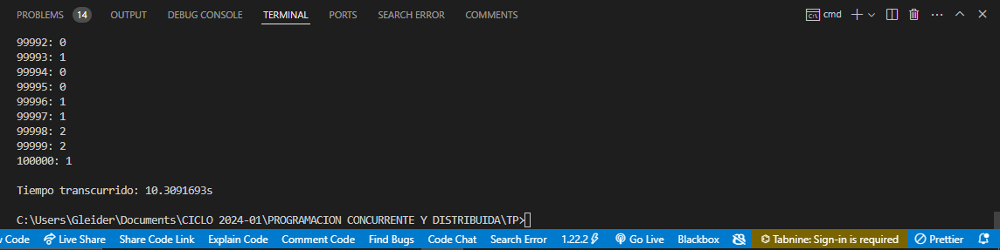 PROBLEMS 14 OUTPUT DEBUG CONSOLE TERMINAL PORTS SEARCH ERROR COMMENTS cmd
99992: 0
99993: 1
99994: 0
99995: 0
99996: 1
99997: 1
99998: 2
99999: 2
100000: 1
Tiempo transcurrido: 10.3091693s
C:\Users\Gleider\Documents\CICLO 2024-01\PROGRAMACION CONCURRENTE Y DISTRIBUIDA\TP>
w Code Live Share Share Code Link Explain Code Comment Code Find Bugs Code Chat Search Error 1.22.2 Go Live Blackbox Tabnine: Sign-in is required Prettier